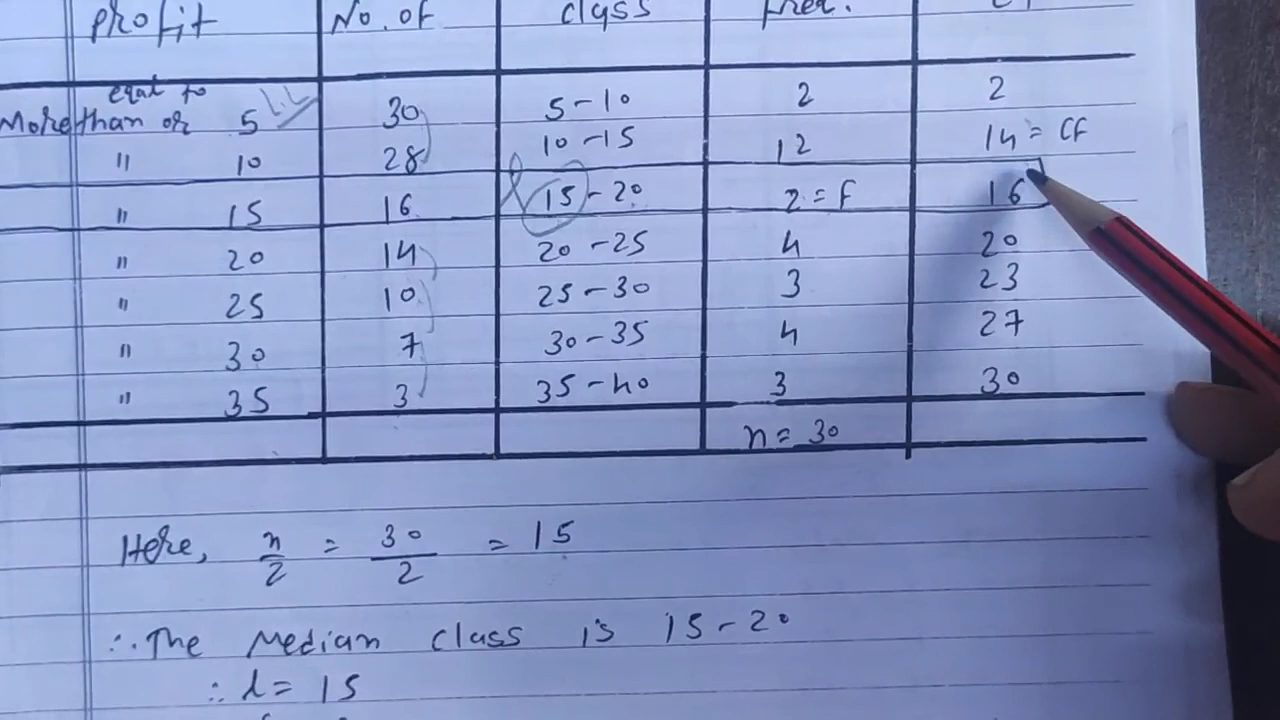 Profit No. of class Freq. CF
equal to
More than or 5 30 5-10 2 2
" 10 28 10-15 12 14 = CF
" 15 16 l 15-20 2 = F 16
" 20 14 20-25 4 20
" 25 10 25-30 3 23
" 30 7 30-35 4 27
" 35 3 35-40 3 30
n = 30
Here, n/2 = 30/2 = 15
∴ The Median class is 15-20
∴ l = 15